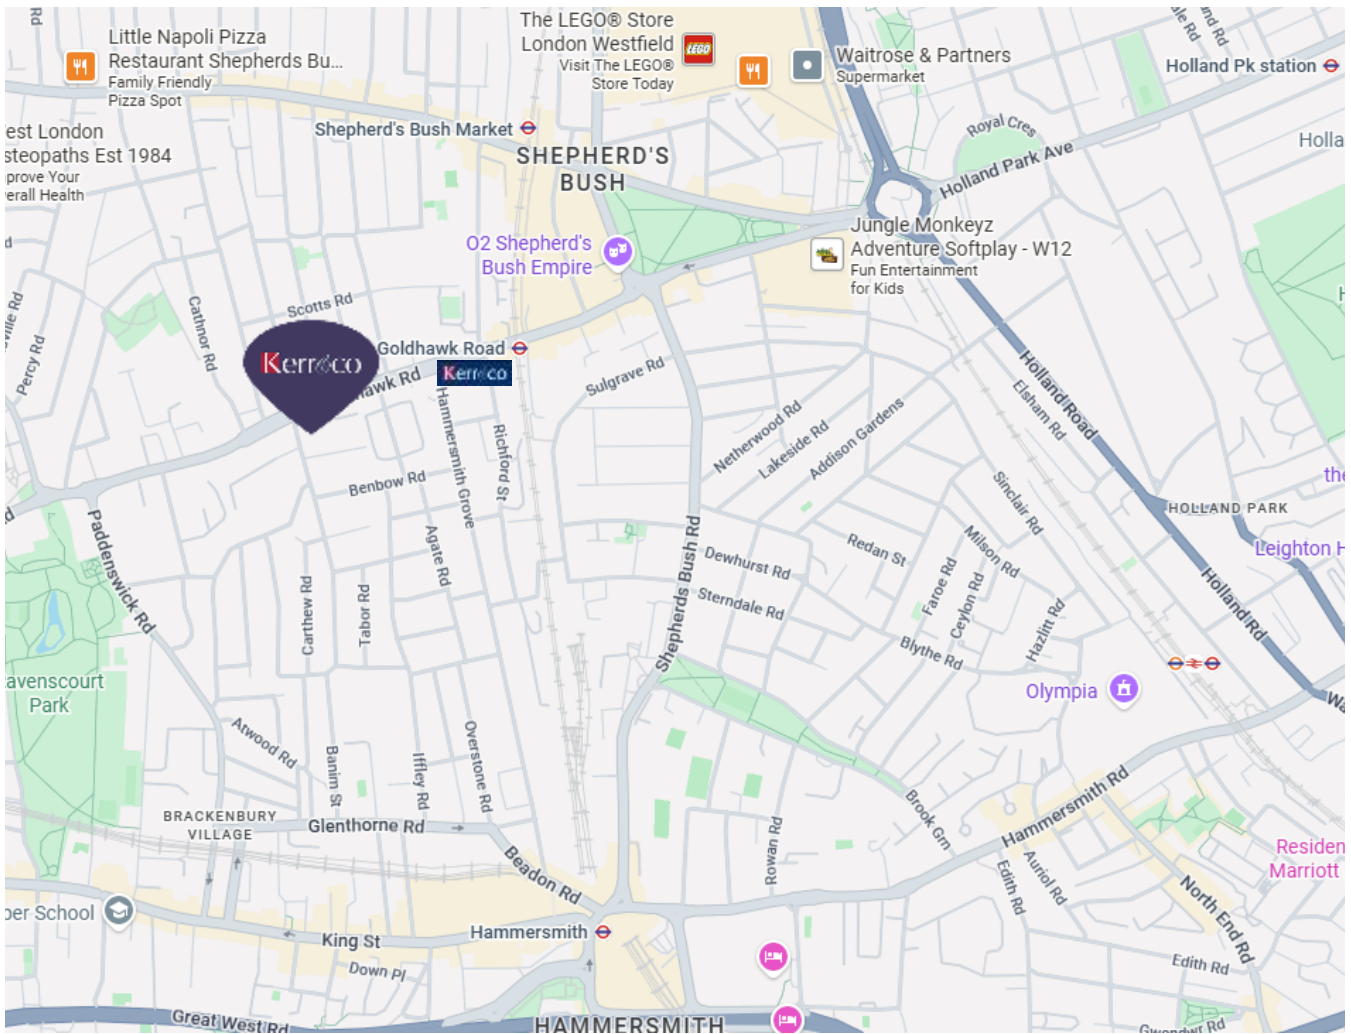 Rd
Little Napoli Pizza
Restaurant Shepherds Bu...
Family Friendly
Pizza Spot
The LEGO® Store
London Westfield
Visit The LEGO®
Store Today
LEGO
Waitrose & Partners
Supermarket
Holland Pk station
est London
steopaths Est 1984
prove Your
erall Health
Shepherd's Bush Market
SHEPHERD'S
BUSH
Royal Cres
Holland Park Ave
Holla
O2 Shepherd's
Bush Empire
Jungle Monkeyz
Adventure Softplay - W12
Fun Entertainment
for Kids
ville Rd
Percy Rd
Cathnor Rd
Scotts Rd
Kerr&co
Goldhawk Road
hawk Rd
Kerr&co
Sulgrave Rd
Hammersmith Grove
Richford St
Netherwood Rd
Lakeside Rd
Addison Gardens
Holland Road
Elsham Rd
Benbow Rd
Sinclair Rd
the
HOLLAND PARK
Leighton H
Paddenswick Rd
Agate Rd
Shepherds Bush Rd
Dewhurst Rd
Redan St
Milson Rd
Carthew Rd
Tabor Rd
Sterndale Rd
Faroe Rd
Ceylon Rd
Hazlitt Rd
Holland Rd
Blythe Rd
avenscourt
Park
Olympia
Wa
Atwood Rd
Banim St
Iffley Rd
Overstone Rd
BRACKENBURY
VILLAGE
Glenthorne Rd
Beadon Rd
Rowan Rd
Brook Grn
Hammersmith Rd
Edith Rd
Auriol Rd
Residen
Marriott
per School
King St
Hammersmith
North End Rd
Down Pl
Edith Rd
Great West Rd
HAMMERSMITH
Gwendwr Rd